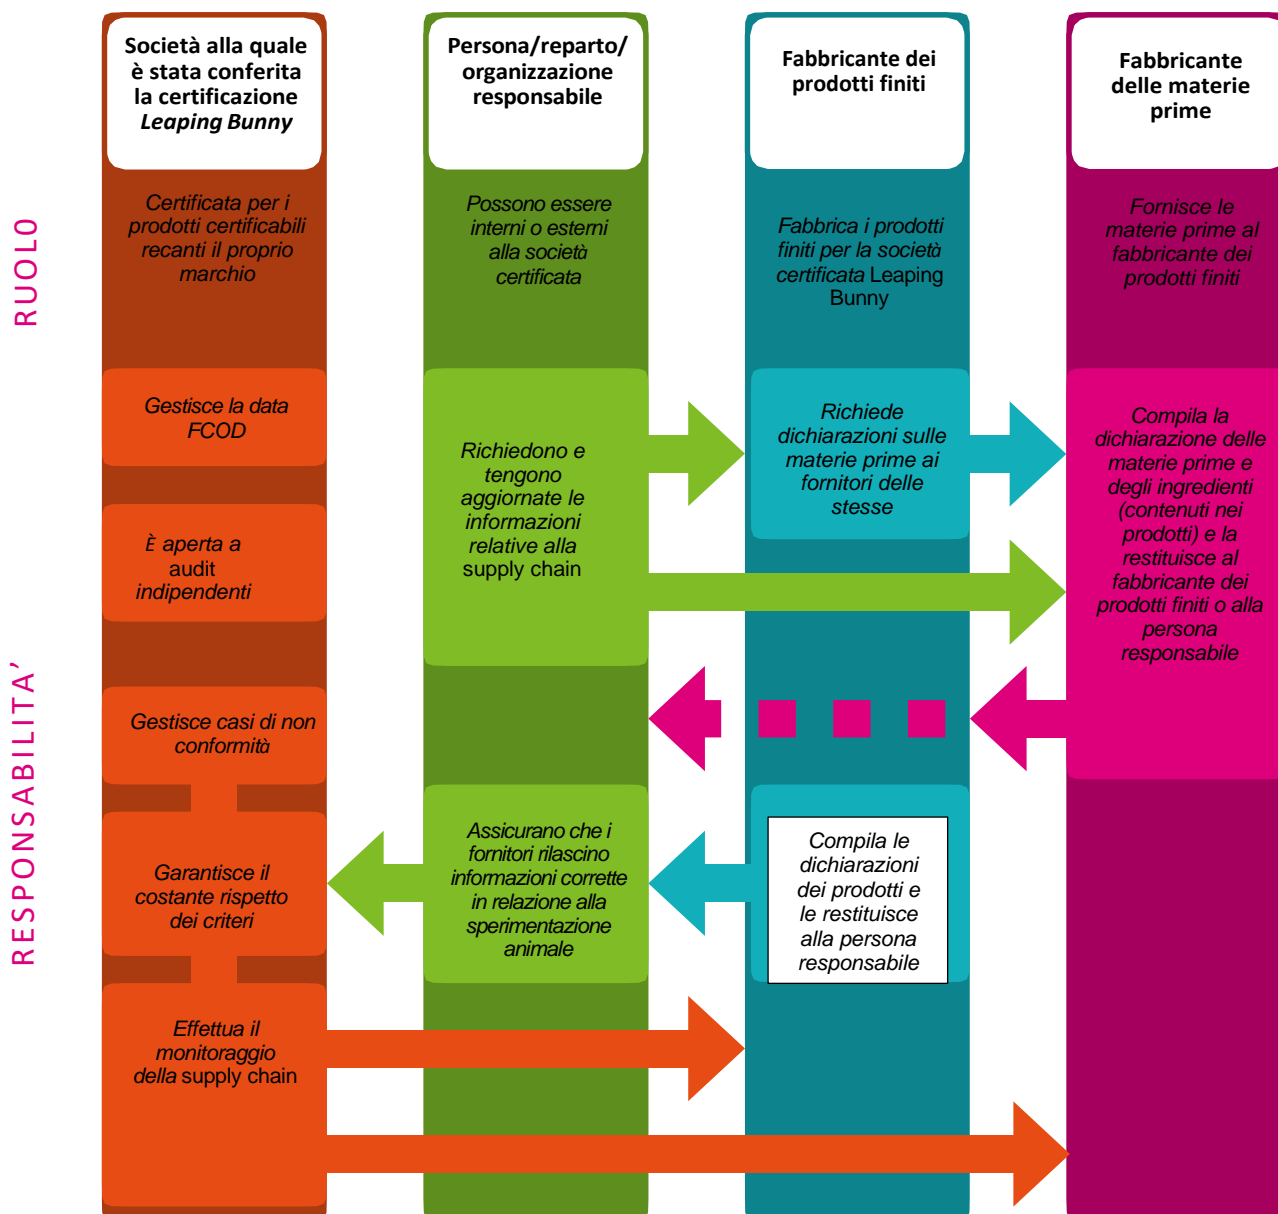 Società alla quale
è stata conferita
la certificazione
Leaping Bunny
Persona/reparto/
organizzazione
responsabile
Fabbricante dei
prodotti finiti
Fabbricante
delle materie
prime
RUOLO
Certificata per i
prodotti certificabili
recanti il proprio
marchio
Possono essere
interni o esterni
alla società
certificata
Fabbrica i prodotti
finiti per la società
certificata Leaping
Bunny
Fornisce le
materie prime al
fabbricante dei
prodotti finiti
RESPONSABILITA’
Gestisce la data
FCOD
È aperta a
audit
indipendenti
Gestisce casi di non
conformità
Garantisce il
costante rispetto
dei criteri
Effettua il
monitoraggio
della supply chain
Richiedono e
tengono
aggiornate le
informazioni
relative alla
supply chain
Assicurano che i
fornitori rilascino
informazioni corrette
in relazione alla
sperimentazione
animale
Richiede
dichiarazioni sulle
materie prime ai
fornitori delle
stesse
Compila le
dichiarazioni
dei prodotti e
le restituisce
alla persona
responsabile
Compila la
dichiarazione delle
materie prime e
degli ingredienti
(contenuti nei
prodotti) e la
restituisce al
fabbricante dei
prodotti finiti o alla
persona
responsabile